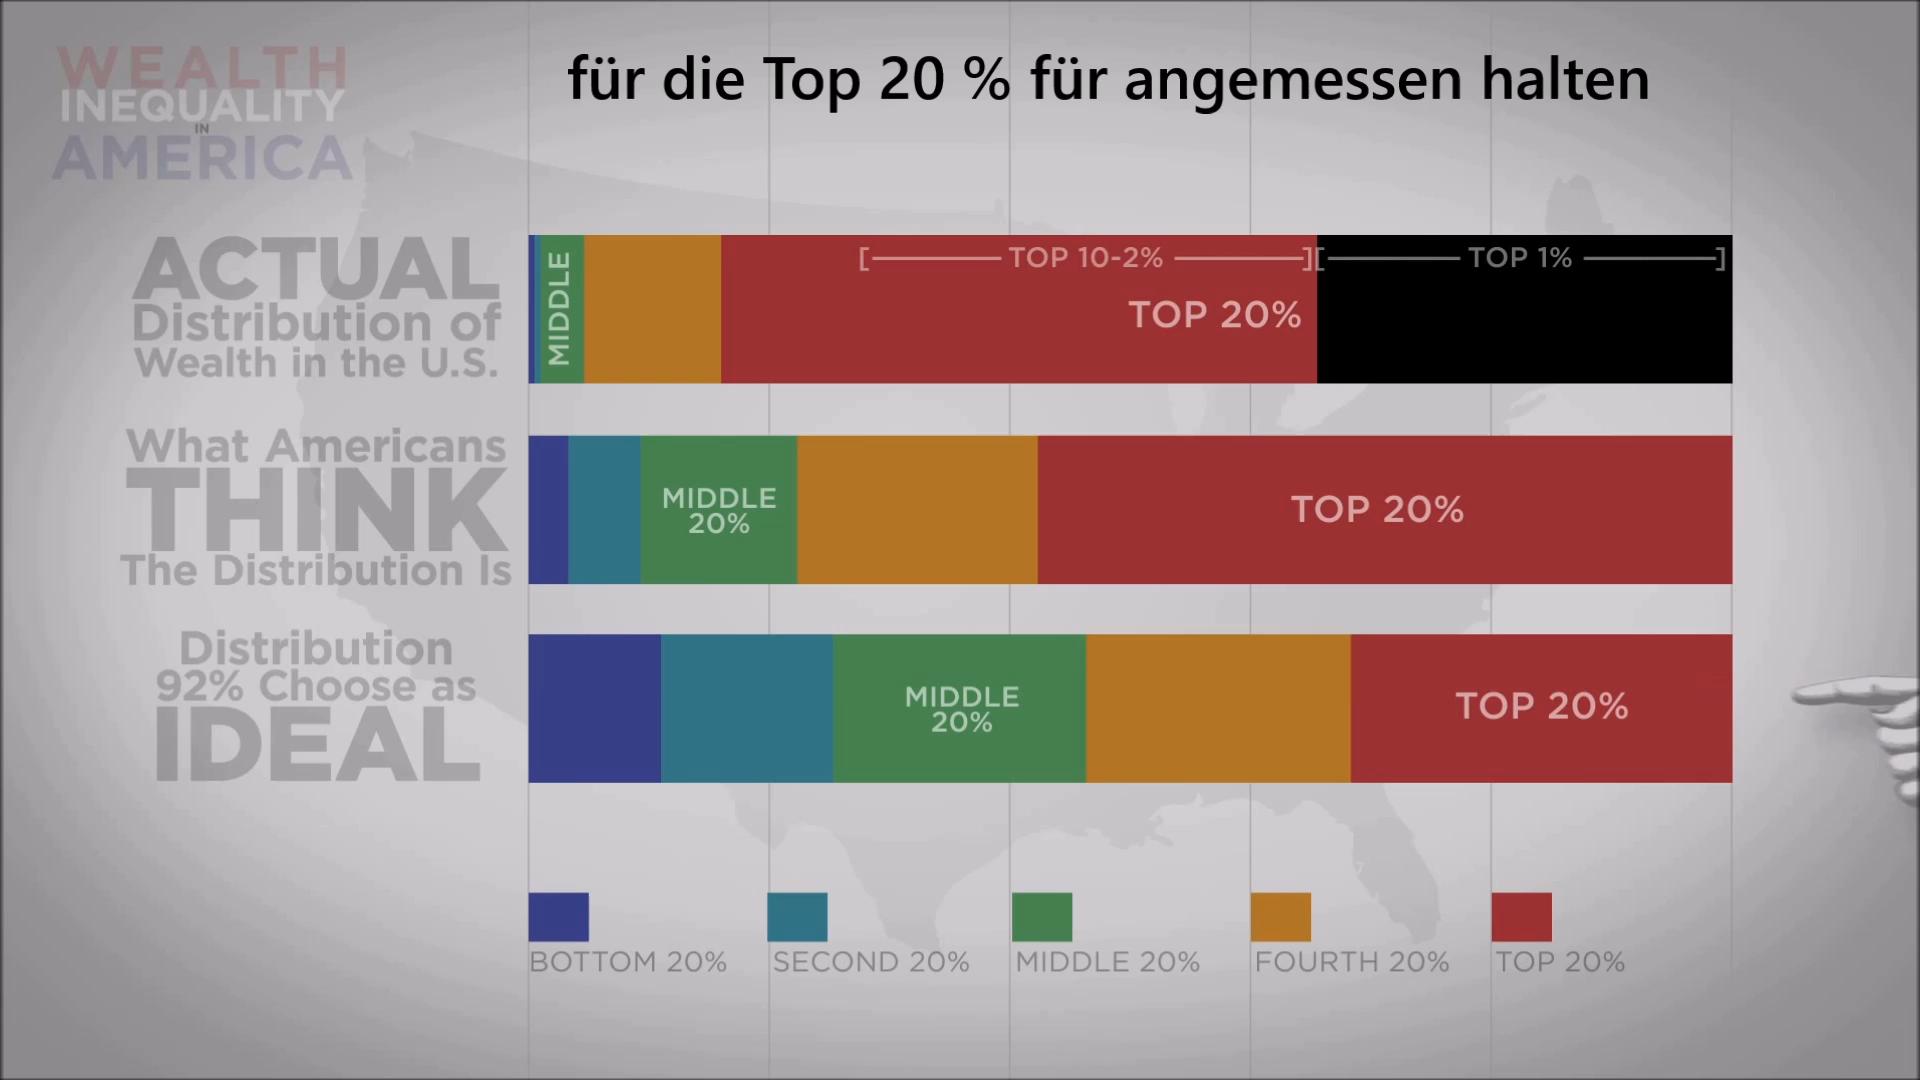 WEALTH
INEQUALITY
IN
AMERICA
für die Top 20 % für angemessen halten
ACTUAL
Distribution of
Wealth in the U.S.
MIDDLE
[ TOP 10-2% ][ TOP 1% ]
TOP 20%
What Americans
THINK
The Distribution Is
MIDDLE
20%
TOP 20%
Distribution
92% Choose as
IDEAL
MIDDLE
20%
TOP 20%
BOTTOM 20%
SECOND 20%
MIDDLE 20%
FOURTH 20%
TOP 20%